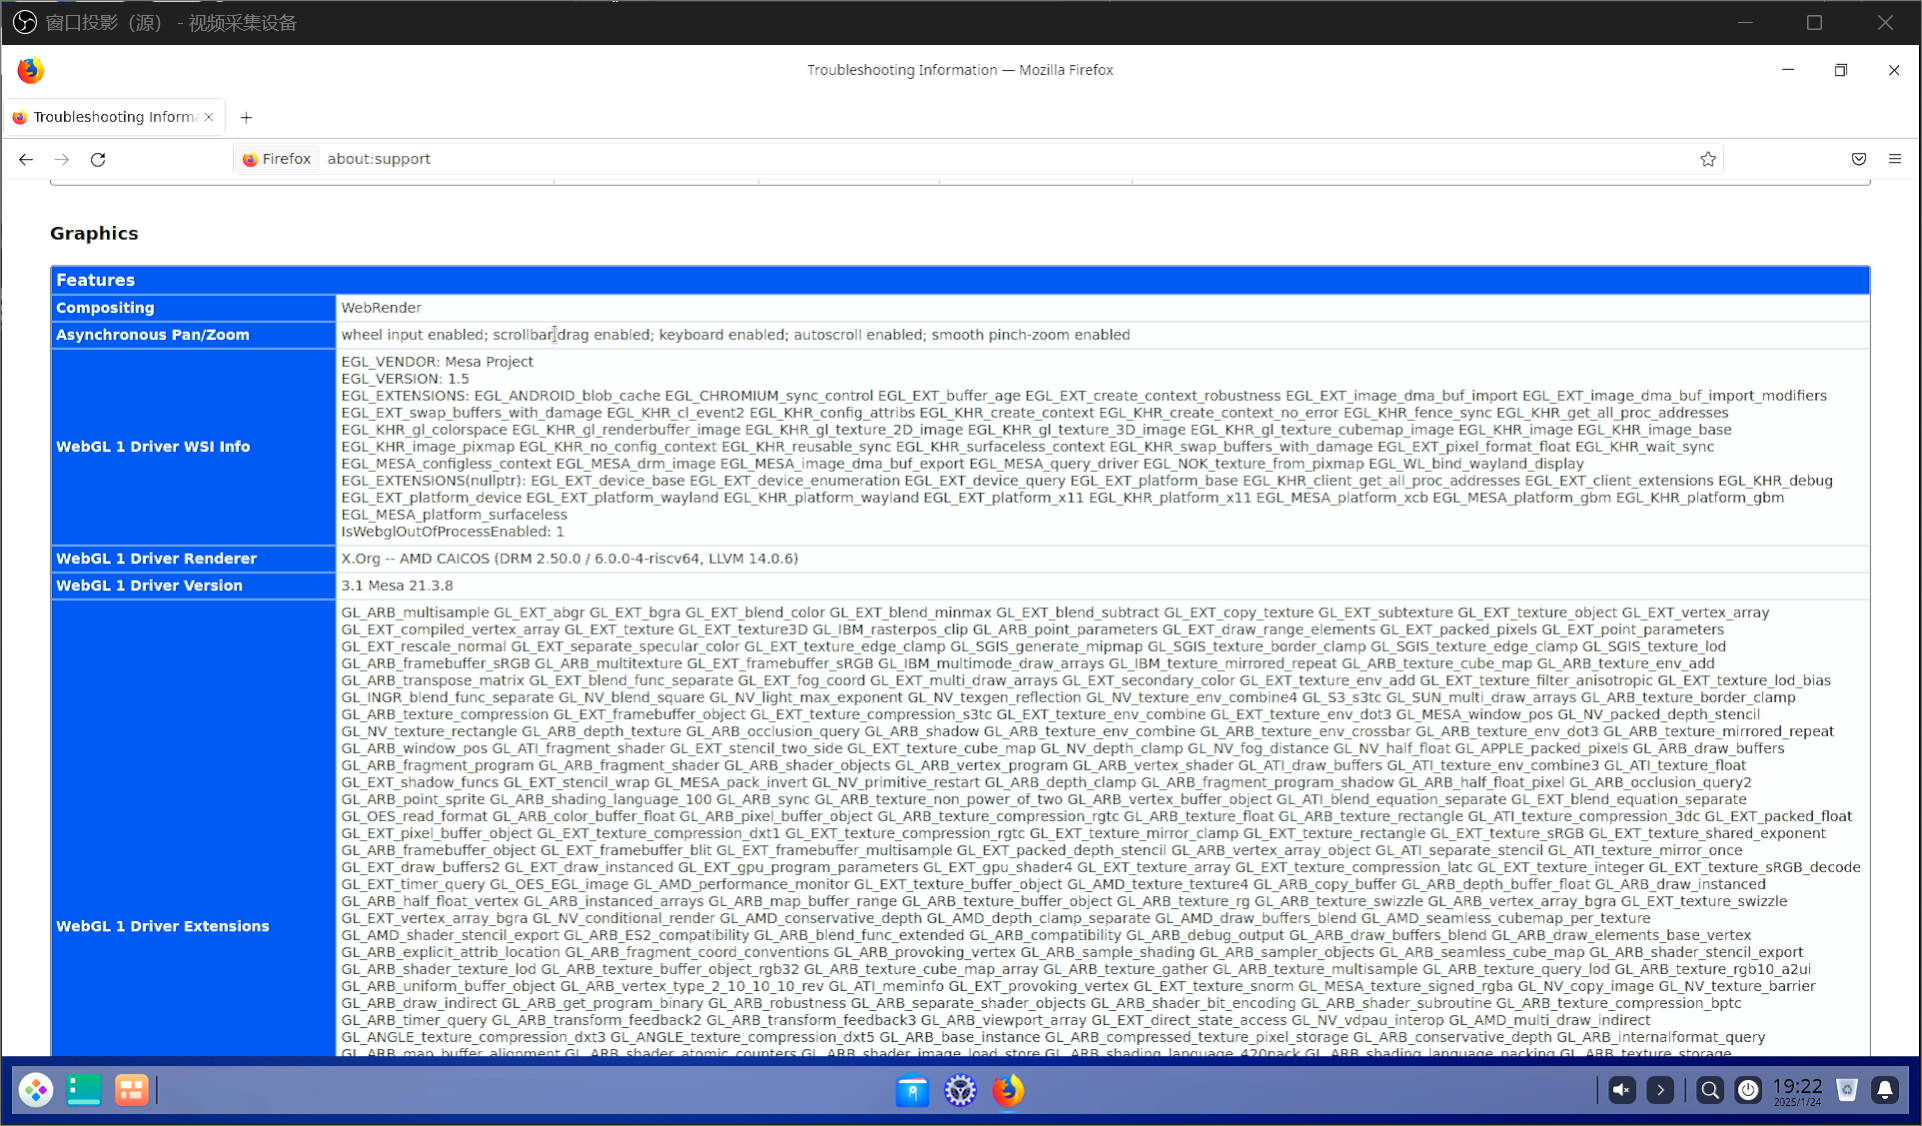 窗口投影（源） - 视频采集设备
Troubleshooting Information — Mozilla Firefox
Troubleshooting Inform
Firefox about:support
Graphics
Features
Compositing WebRender
Asynchronous Pan/Zoom wheel input enabled; scrollbar drag enabled; keyboard enabled; autoscroll enabled; smooth pinch-zoom enabled
WebGL 1 Driver WSI Info
EGL_VENDOR: Mesa Project
EGL_VERSION: 1.5
EGL_EXTENSIONS: EGL_ANDROID_blob_cache EGL_CHROMIUM_sync_control EGL_EXT_buffer_age EGL_EXT_create_context_robustness EGL_EXT_image_dma_buf_import EGL_EXT_image_dma_buf_import_modifiers
EGL_EXT_swap_buffers_with_damage EGL_KHR_cl_event2 EGL_KHR_config_attribs EGL_KHR_create_context EGL_KHR_create_context_no_error EGL_KHR_fence_sync EGL_KHR_get_all_proc_addresses
EGL_KHR_gl_colorspace EGL_KHR_gl_renderbuffer_image EGL_KHR_gl_texture_2D_image EGL_KHR_gl_texture_3D_image EGL_KHR_gl_texture_cubemap_image EGL_KHR_image EGL_KHR_image_base
EGL_KHR_image_pixmap EGL_KHR_no_config_context EGL_KHR_reusable_sync EGL_KHR_surfaceless_context EGL_KHR_swap_buffers_with_damage EGL_EXT_pixel_format_float EGL_KHR_wait_sync
EGL_MESA_configless_context EGL_MESA_drm_image EGL_MESA_image_dma_buf_export EGL_MESA_query_driver EGL_NOK_texture_from_pixmap EGL_WL_bind_wayland_display
EGL_EXTENSIONS(nullptr): EGL_EXT_device_base EGL_EXT_device_enumeration EGL_EXT_device_query EGL_EXT_platform_base EGL_KHR_client_get_all_proc_addresses EGL_EXT_client_extensions EGL_KHR_debug
EGL_EXT_platform_device EGL_EXT_platform_wayland EGL_KHR_platform_wayland EGL_EXT_platform_x11 EGL_KHR_platform_x11 EGL_MESA_platform_xcb EGL_MESA_platform_gbm EGL_KHR_platform_gbm
EGL_MESA_platform_surfaceless
IsWebglOutOfProcessEnabled: 1
WebGL 1 Driver Renderer X.Org -- AMD CAICOS (DRM 2.50.0 / 6.0.0-4-riscv64, LLVM 14.0.6)
WebGL 1 Driver Version 3.1 Mesa 21.3.8
WebGL 1 Driver Extensions
GL_ARB_multisample GL_EXT_abgr GL_EXT_bgra GL_EXT_blend_color GL_EXT_blend_minmax GL_EXT_blend_subtract GL_EXT_copy_texture GL_EXT_subtexture GL_EXT_texture_object GL_EXT_vertex_array
GL_EXT_compiled_vertex_array GL_EXT_texture GL_EXT_texture3D GL_IBM_rasterpos_clip GL_ARB_point_parameters GL_EXT_draw_range_elements GL_EXT_packed_pixels GL_EXT_point_parameters
GL_EXT_rescale_normal GL_EXT_separate_specular_color GL_EXT_texture_edge_clamp GL_SGIS_generate_mipmap GL_SGIS_texture_border_clamp GL_SGIS_texture_edge_clamp GL_SGIS_texture_lod
GL_ARB_framebuffer_sRGB GL_ARB_multitexture GL_EXT_framebuffer_sRGB GL_IBM_multimode_draw_arrays GL_IBM_texture_mirrored_repeat GL_ARB_texture_cube_map GL_ARB_texture_env_add
GL_ARB_transpose_matrix GL_EXT_blend_func_separate GL_EXT_fog_coord GL_EXT_multi_draw_arrays GL_EXT_secondary_color GL_EXT_texture_env_add GL_EXT_texture_filter_anisotropic GL_EXT_texture_lod_bias
GL_INGR_blend_func_separate GL_NV_blend_square GL_NV_light_max_exponent GL_NV_texgen_reflection GL_NV_texture_env_combine4 GL_S3_s3tc GL_SUN_multi_draw_arrays GL_ARB_texture_border_clamp
GL_ARB_texture_compression GL_EXT_framebuffer_object GL_EXT_texture_compression_s3tc GL_EXT_texture_env_combine GL_EXT_texture_env_dot3 GL_MESA_window_pos GL_NV_packed_depth_stencil
GL_NV_texture_rectangle GL_ARB_depth_texture GL_ARB_occlusion_query GL_ARB_shadow GL_ARB_texture_env_combine GL_ARB_texture_env_crossbar GL_ARB_texture_env_dot3 GL_ARB_texture_mirrored_repeat
GL_ARB_window_pos GL_ATI_fragment_shader GL_EXT_stencil_two_side GL_EXT_texture_cube_map GL_NV_depth_clamp GL_NV_fog_distance GL_NV_half_float GL_APPLE_packed_pixels GL_ARB_draw_buffers
GL_ARB_fragment_program GL_ARB_fragment_shader GL_ARB_shader_objects GL_ARB_vertex_program GL_ARB_vertex_shader GL_ATI_draw_buffers GL_ATI_texture_env_combine3 GL_ATI_texture_float
GL_EXT_shadow_funcs GL_EXT_stencil_wrap GL_MESA_pack_invert GL_NV_primitive_restart GL_ARB_depth_clamp GL_ARB_fragment_program_shadow GL_ARB_half_float_pixel GL_ARB_occlusion_query2
GL_ARB_point_sprite GL_ARB_shading_language_100 GL_ARB_sync GL_ARB_texture_non_power_of_two GL_ARB_vertex_buffer_object GL_ATI_blend_equation_separate GL_EXT_blend_equation_separate
GL_OES_read_format GL_ARB_color_buffer_float GL_ARB_pixel_buffer_object GL_ARB_texture_compression_rgtc GL_ARB_texture_float GL_ARB_texture_rectangle GL_ATI_texture_compression_3dc GL_EXT_packed_float
GL_EXT_pixel_buffer_object GL_EXT_texture_compression_dxt1 GL_EXT_texture_compression_rgtc GL_EXT_texture_mirror_clamp GL_EXT_texture_rectangle GL_EXT_texture_sRGB GL_EXT_texture_shared_exponent
GL_ARB_framebuffer_object GL_EXT_framebuffer_blit GL_EXT_framebuffer_multisample GL_EXT_packed_depth_stencil GL_ARB_vertex_array_object GL_ATI_separate_stencil GL_ATI_texture_mirror_once
GL_EXT_draw_buffers2 GL_EXT_draw_instanced GL_EXT_gpu_program_parameters GL_EXT_gpu_shader4 GL_EXT_texture_array GL_EXT_texture_compression_latc GL_EXT_texture_integer GL_EXT_texture_sRGB_decode
GL_EXT_timer_query GL_OES_EGL_image GL_AMD_performance_monitor GL_EXT_texture_buffer_object GL_AMD_texture_texture4 GL_ARB_copy_buffer GL_ARB_depth_buffer_float GL_ARB_draw_instanced
GL_ARB_half_float_vertex GL_ARB_instanced_arrays GL_ARB_map_buffer_range GL_ARB_texture_buffer_object GL_ARB_texture_rg GL_ARB_texture_swizzle GL_ARB_vertex_array_bgra GL_EXT_texture_swizzle
GL_EXT_vertex_array_bgra GL_NV_conditional_render GL_AMD_conservative_depth GL_AMD_depth_clamp_separate GL_AMD_draw_buffers_blend GL_AMD_seamless_cubemap_per_texture
GL_AMD_shader_stencil_export GL_ARB_ES2_compatibility GL_ARB_blend_func_extended GL_ARB_compatibility GL_ARB_debug_output GL_ARB_draw_buffers_blend GL_ARB_draw_elements_base_vertex
GL_ARB_explicit_attrib_location GL_ARB_fragment_coord_conventions GL_ARB_provoking_vertex GL_ARB_sample_shading GL_ARB_sampler_objects GL_ARB_seamless_cube_map GL_ARB_shader_stencil_export
GL_ARB_shader_texture_lod GL_ARB_texture_buffer_object_rgb32 GL_ARB_texture_cube_map_array GL_ARB_texture_gather GL_ARB_texture_multisample GL_ARB_texture_query_lod GL_ARB_texture_rgb10_a2ui
GL_ARB_uniform_buffer_object GL_ARB_vertex_type_2_10_10_10_rev GL_ATI_meminfo GL_EXT_provoking_vertex GL_EXT_texture_snorm GL_MESA_texture_signed_rgba GL_NV_copy_image GL_NV_texture_barrier
GL_ARB_draw_indirect GL_ARB_get_program_binary GL_ARB_robustness GL_ARB_separate_shader_objects GL_ARB_shader_bit_encoding GL_ARB_shader_subroutine GL_ARB_texture_compression_bptc
GL_ARB_timer_query GL_ARB_transform_feedback2 GL_ARB_transform_feedback3 GL_ARB_viewport_array GL_EXT_direct_state_access GL_NV_vdpau_interop GL_AMD_multi_draw_indirect
GL_ANGLE_texture_compression_dxt3 GL_ANGLE_texture_compression_dxt5 GL_ARB_base_instance GL_ARB_compressed_texture_pixel_storage GL_ARB_conservative_depth GL_ARB_internalformat_query
GL_ARB_map_buffer_alignment GL_ARB_shader_atomic_counters GL_ARB_shader_image_load_store GL_ARB_shading_language_420pack GL_ARB_shading_language_packing GL_ARB_texture_storage
19:22
2025/1/24